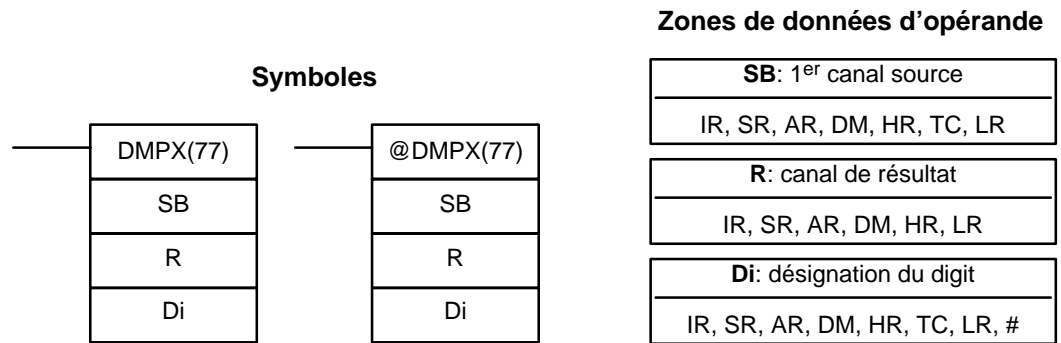 Zones de données d'opérande
Symboles
DMPX(77)
SB
R
Di
@DMPX(77)
SB
R
Di
SB: 1er canal source
IR, SR, AR, DM, HR, TC, LR
R: canal de résultat
IR, SR, AR, DM, HR, LR
Di: désignation du digit
IR, SR, AR, DM, HR, TC, LR, #